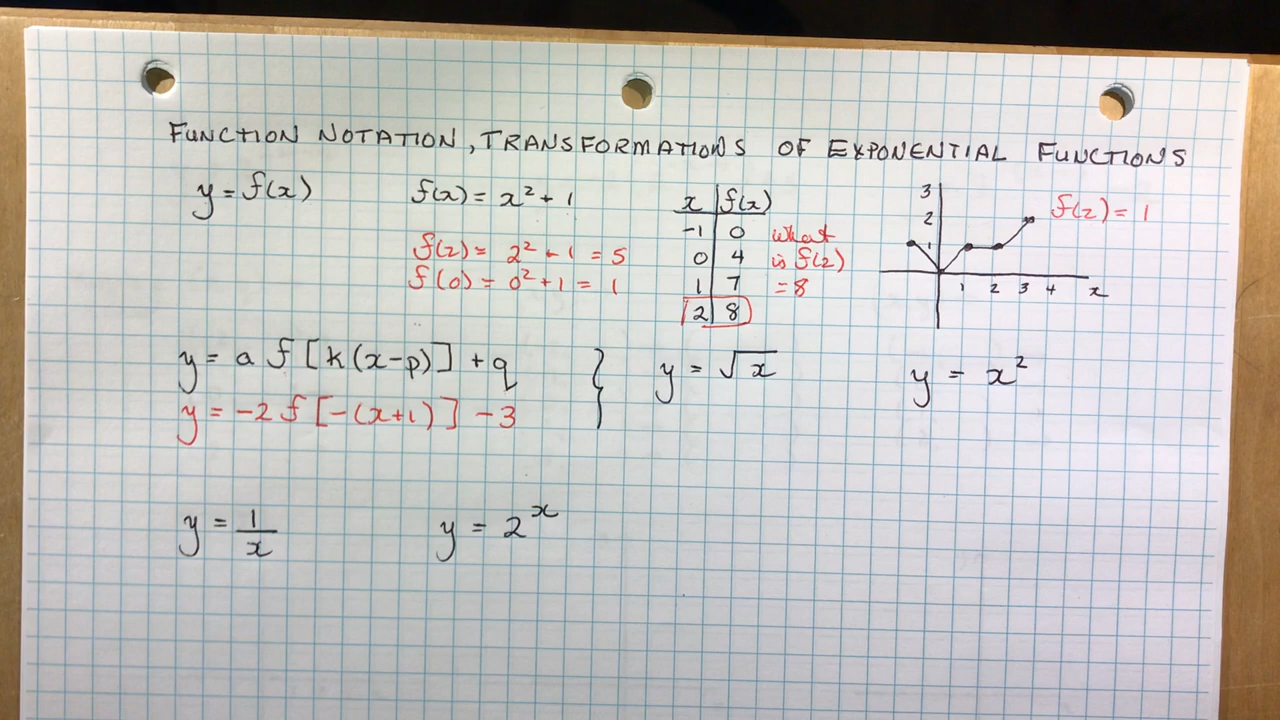 FUNCTION NOTATION, TRANSFORMATIONS OF EXPONENTIAL FUNCTIONS
y = f(x)
f(x) = x² + 1
f(2) = 2² + 1 = 5
f(0) = 0² + 1 = 1
x f(x)
-1 0
0 4
1 7
2 8
what
is f(2)
= 8
3
2
1
1 2 3 4 x
f(2) = 1
y = a f [k(x-p)] + q
y = -2 f [-(x+1)] - 3
y = √x
y = x²
y = 1/x
y = 2ˣ